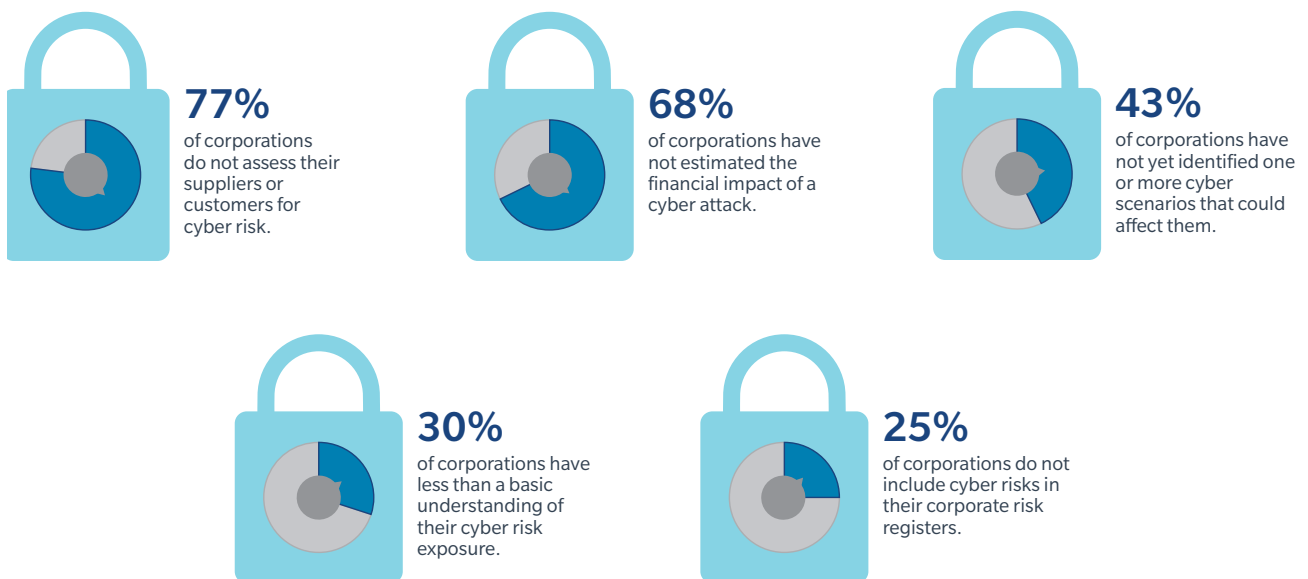 77%
of corporations
do not assess their
suppliers or
customers for
cyber risk.
68%
of corporations have
not estimated the
financial impact of a
cyber attack.
43%
of corporations have
not yet identified one
or more cyber
scenarios that could
affect them.
30%
of corporations have
less than a basic
understanding of
their cyber risk
exposure.
25%
of corporations do not
include cyber risks in
their corporate risk
registers.